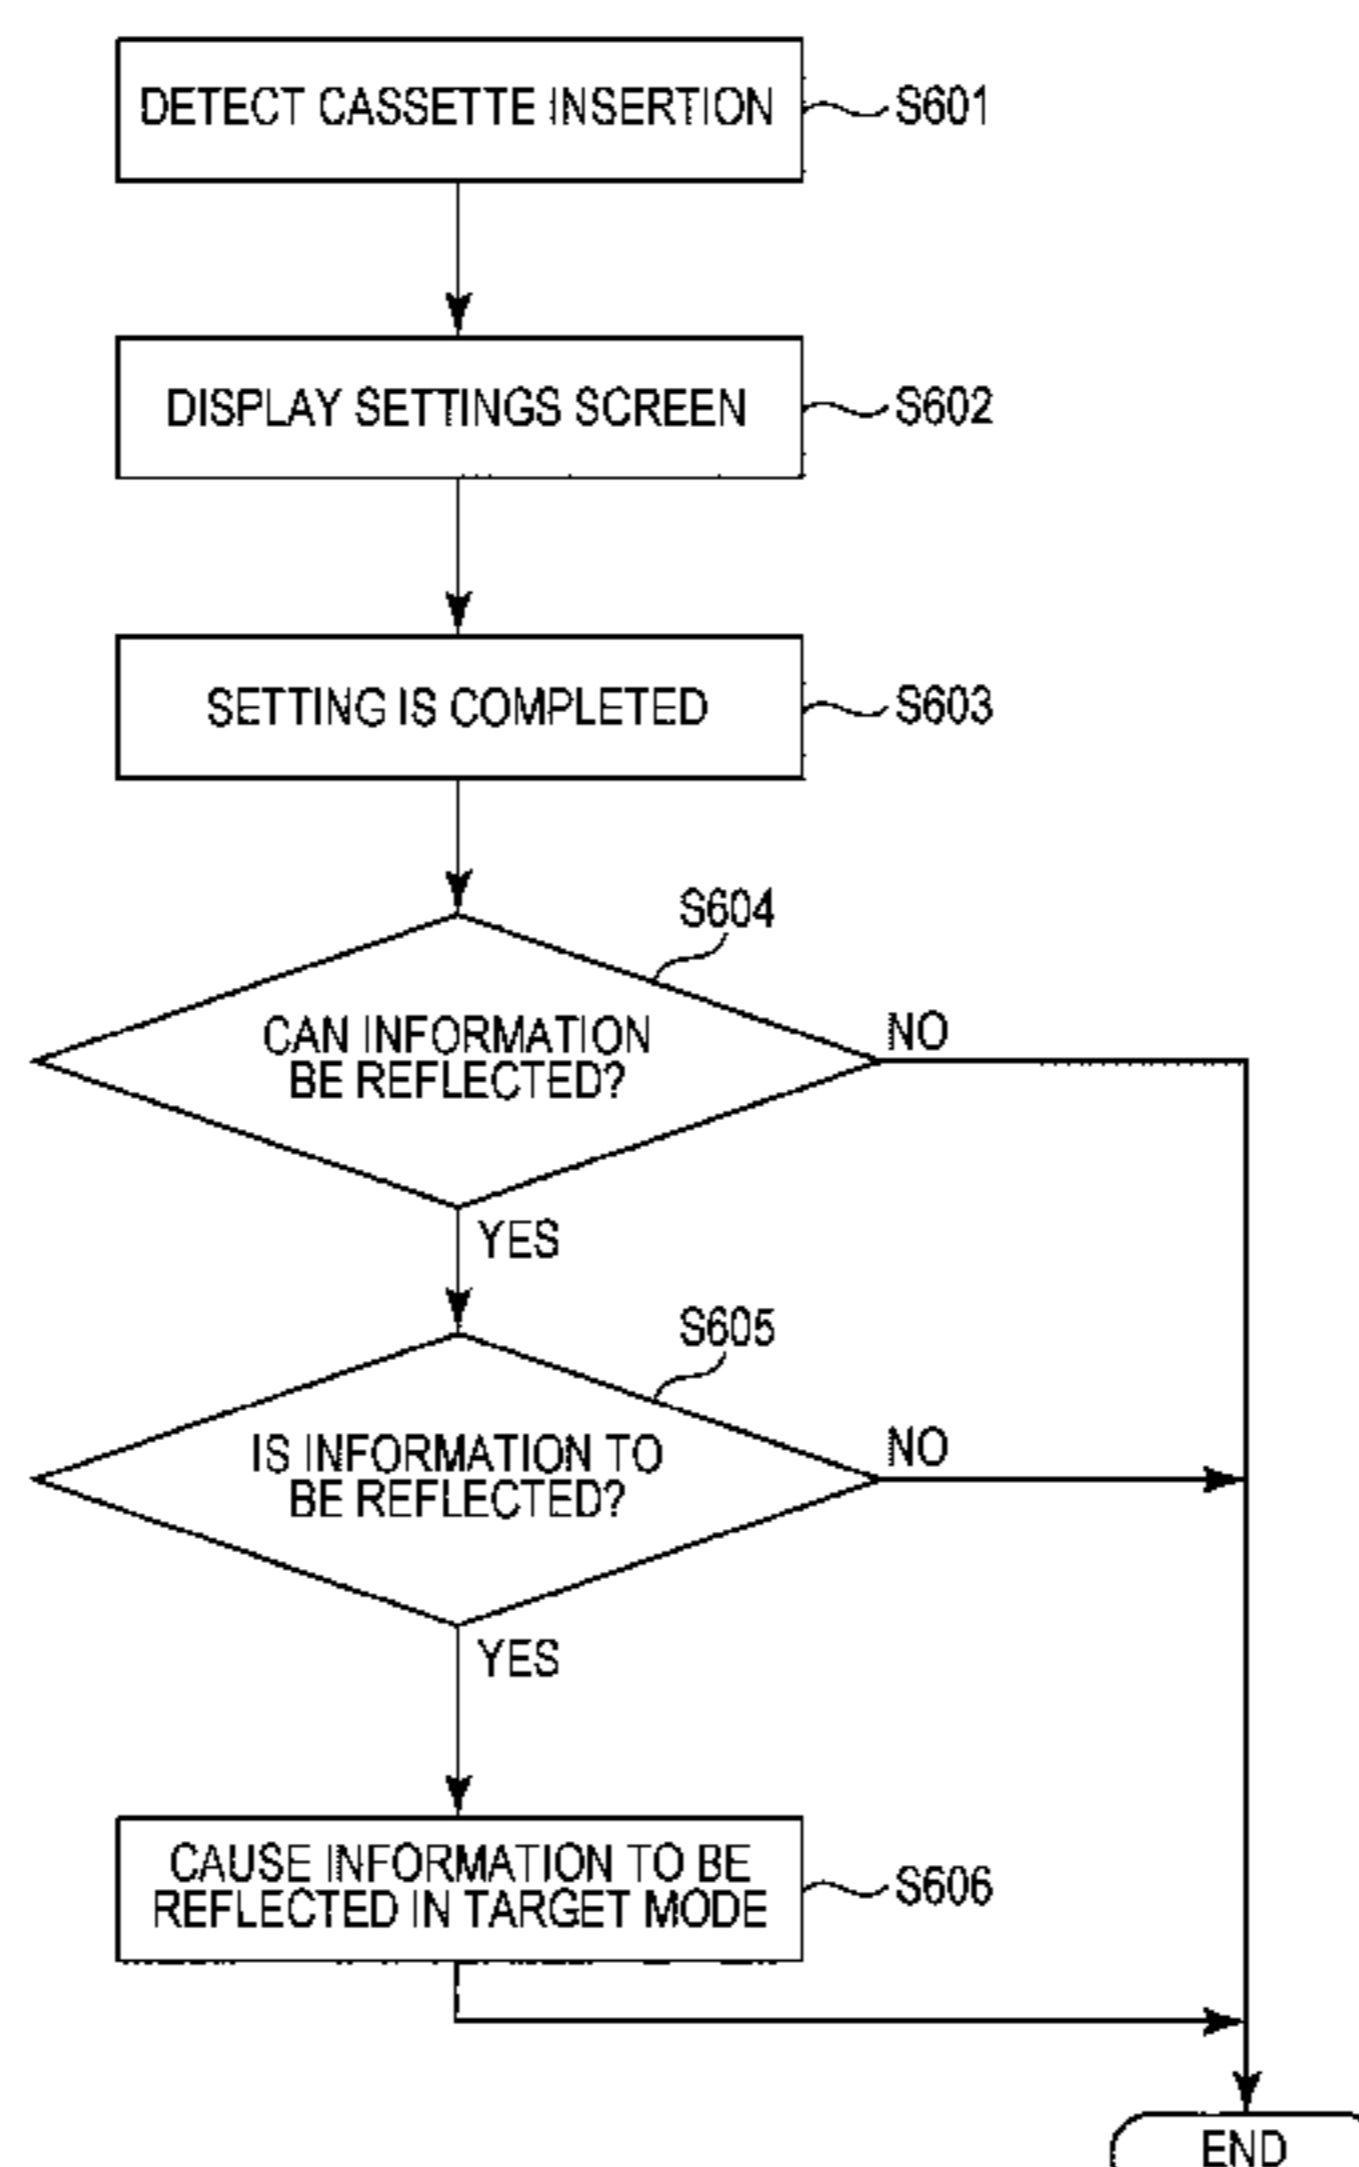 DETECT CASSETTE INSERTION
S601
DISPLAY SETTINGS SCREEN
S602
SETTING IS COMPLETED
S603
S604
CAN INFORMATION
BE REFLECTED?
NO
YES
S605
IS INFORMATION TO
BE REFLECTED?
NO
YES
CAUSE INFORMATION TO BE
REFLECTED IN TARGET MODE
S606
END